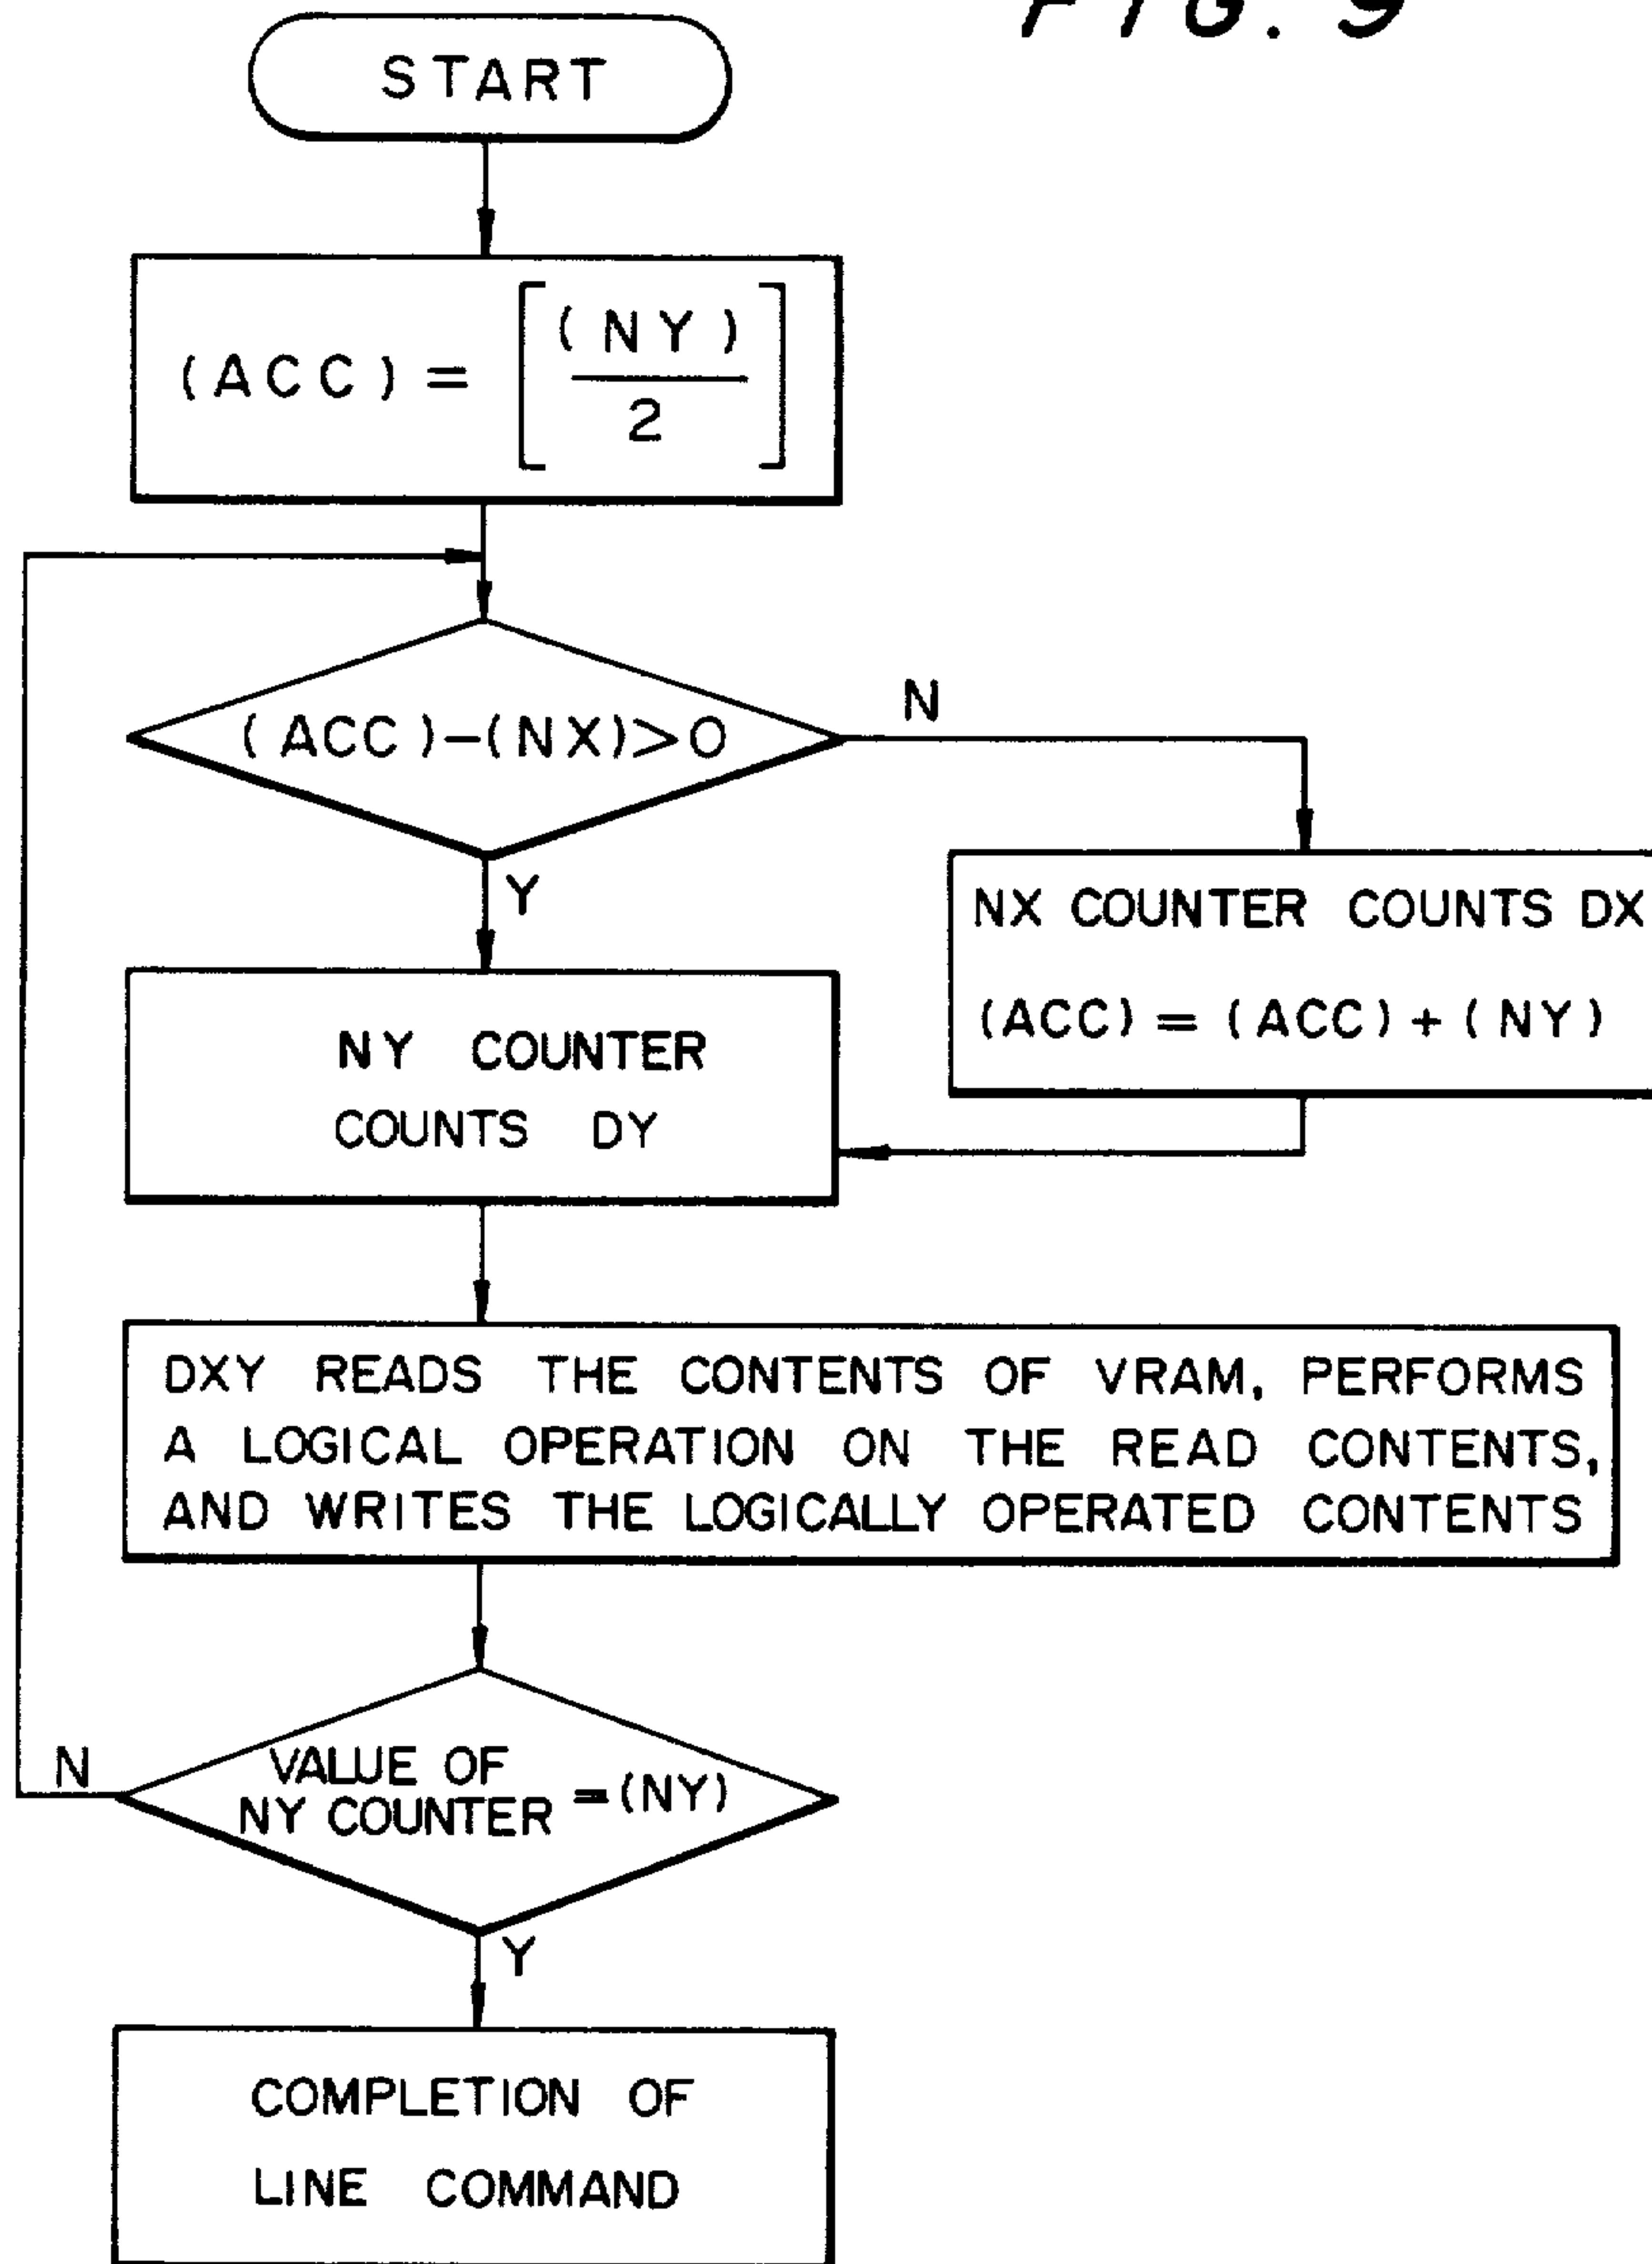 FIG. 9
START
(ACC) = [(NY)/2]
(ACC)-(NX)>0
N
Y
NX COUNTER COUNTS DX
(ACC) = (ACC) + (NY)
NY COUNTER
COUNTS DY
DXY READS THE CONTENTS OF VRAM, PERFORMS
A LOGICAL OPERATION ON THE READ CONTENTS,
AND WRITES THE LOGICALLY OPERATED CONTENTS
N
VALUE OF
NY COUNTER =(NY)
Y
COMPLETION OF
LINE COMMAND